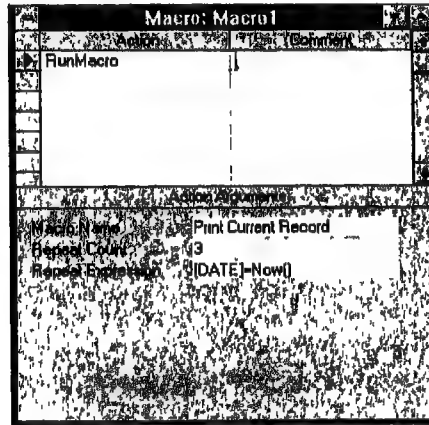 Macro: Macro1
Action Comment
RunMacro
Action Arguments
Macro Name Print Current Record
Repeat Count 3
Repeat Expression [DATE]=Now()